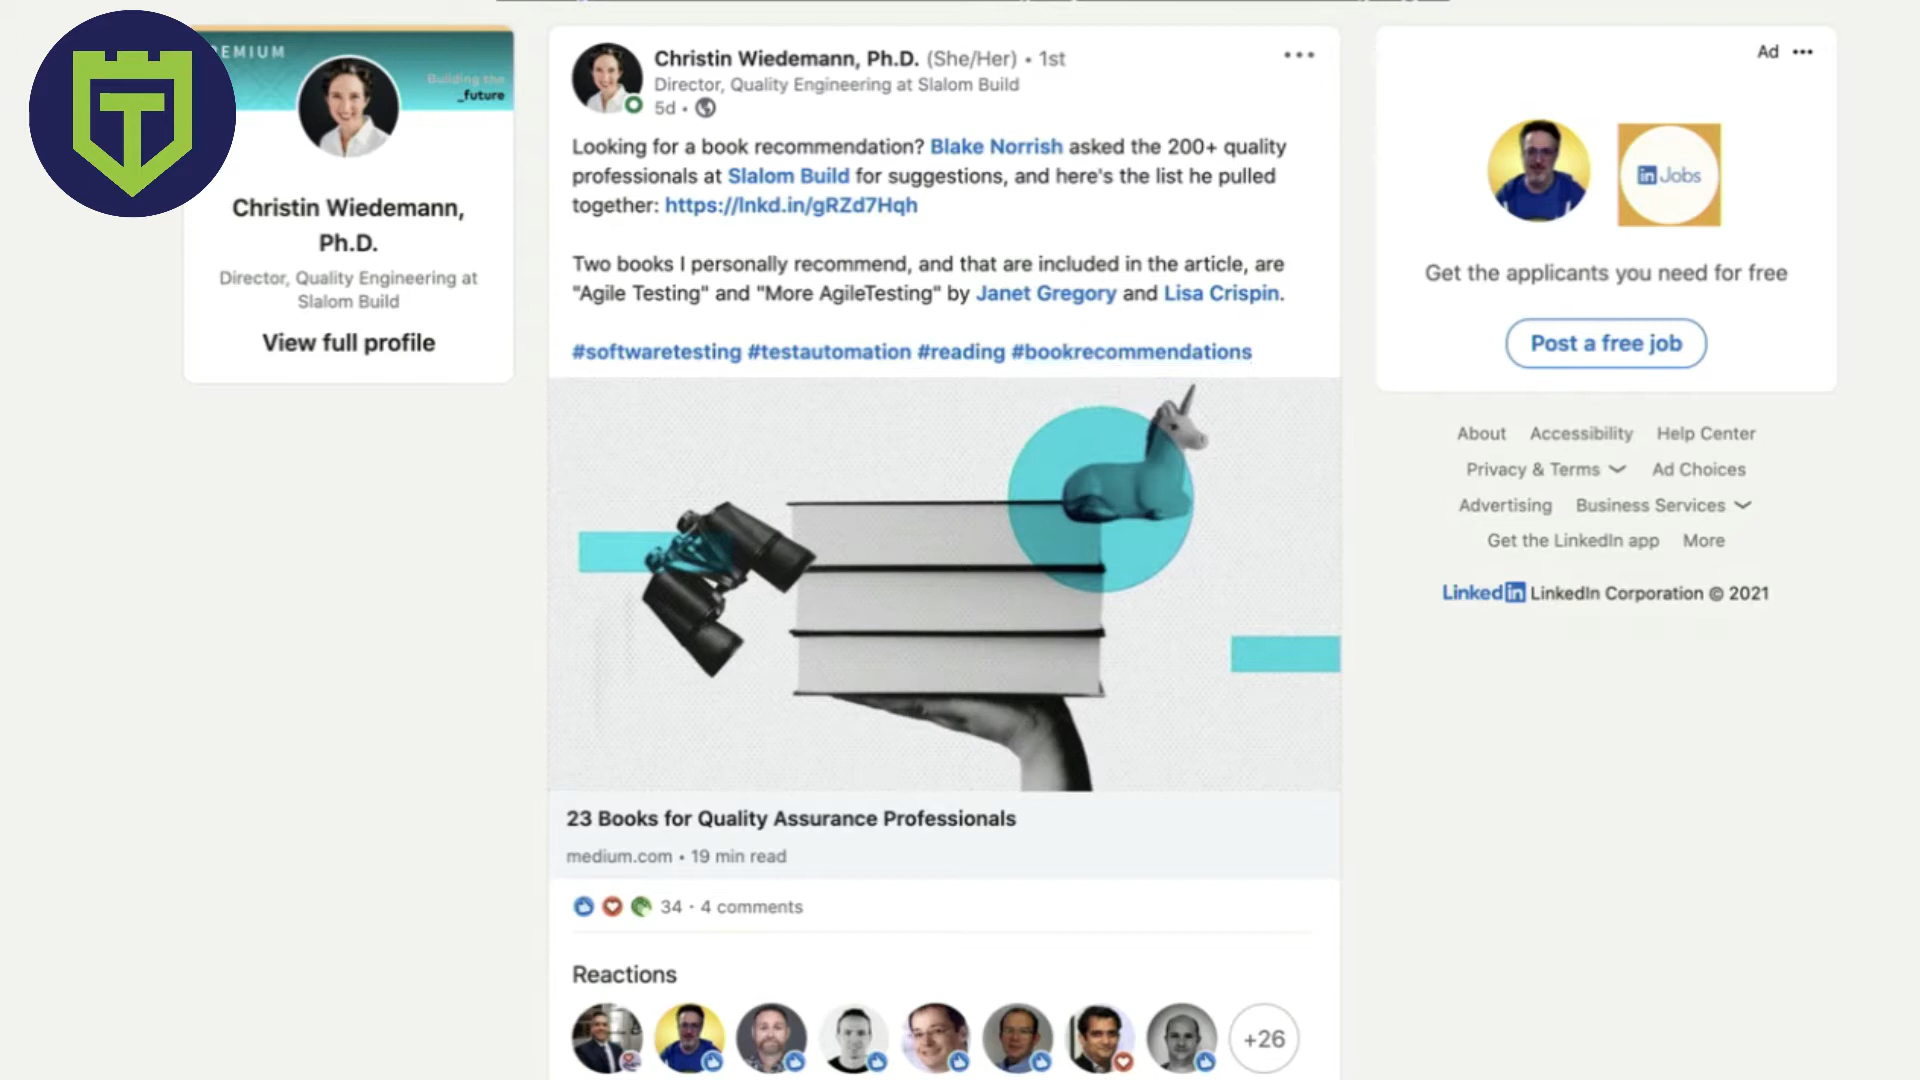 PREMIUM
Building the
_future
Christin Wiedemann,
Ph.D.
Director, Quality Engineering at
Slalom Build
View full profile
Christin Wiedemann, Ph.D. (She/Her) • 1st
Director, Quality Engineering at Slalom Build
5d •
Looking for a book recommendation? Blake Norrish asked the 200+ quality
professionals at Slalom Build for suggestions, and here's the list he pulled
together: https://lnkd.in/gRZd7Hqh
Two books I personally recommend, and that are included in the article, are
"Agile Testing" and "More AgileTesting" by Janet Gregory and Lisa Crispin.
#softwaretesting #testautomation #reading #bookrecommendations
23 Books for Quality Assurance Professionals
medium.com • 19 min read
34 · 4 comments
Reactions
+26
Ad
in Jobs
Get the applicants you need for free
Post a free job
About Accessibility Help Center
Privacy & Terms Ad Choices
Advertising Business Services
Get the LinkedIn app More
LinkedIn LinkedIn Corporation © 2021